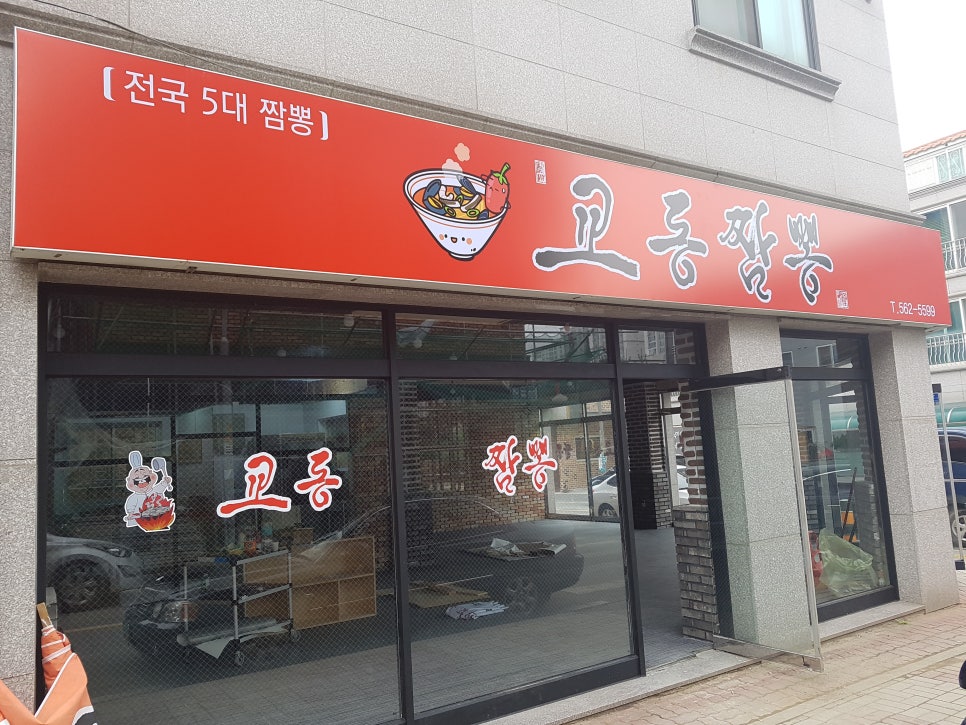 [전국 5대 짬뽕]
교동짬뽕
T.562-5599
교동 짬뽕